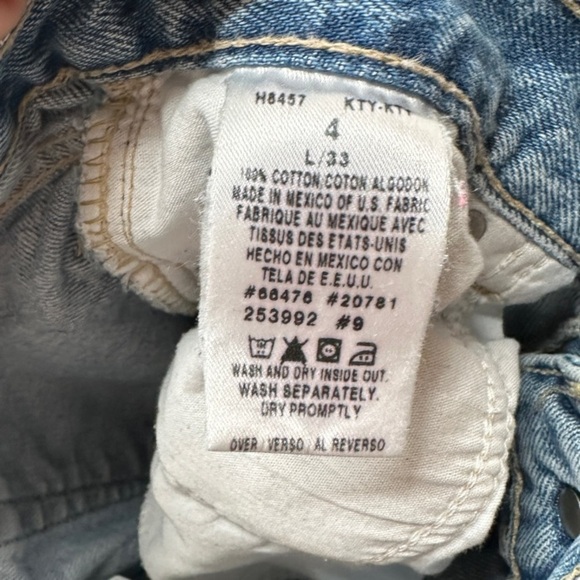 H8457 KTY-KTY
4
L/33
100% COTTON/COTON ALGODON
MADE IN MEXICO OF U.S. FABRIC
FABRIQUE AU MEXIQUE AVEC
TISSUS DES ETATS-UNIS
HECHO EN MEXICO CON
TELA DE E.E.U.U.
#66476 #20781
253992 #9
WASH AND DRY INSIDE OUT.
WASH SEPARATELY.
DRY PROMPTLY
OVER / VERSO / AL REVERSO